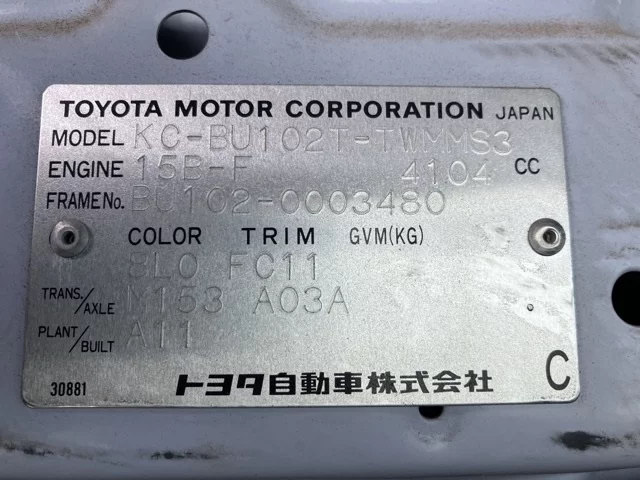 TOYOTA MOTOR CORPORATION JAPAN
MODEL KC-BU102T-TWMMS3
ENGINE 15B-F 4104 CC
FRAME No. BU102-0003480
COLOR TRIM GVM(KG)
8L0 FC11
TRANS./AXLE M153 A03A
PLANT/BUILT A11
30881 トヨタ自動車株式会社 C